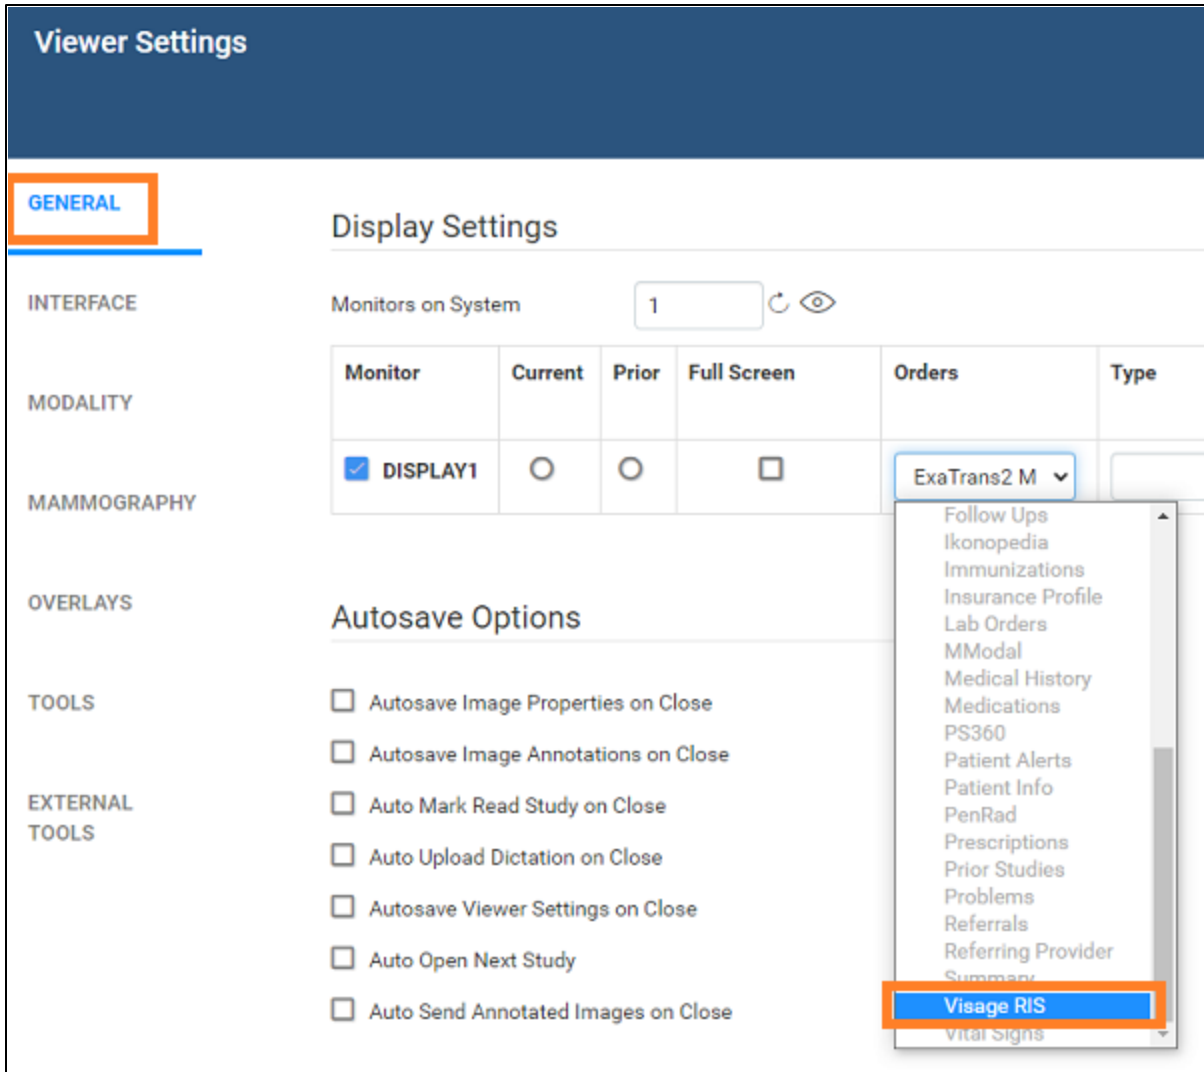 Viewer Settings
GENERAL
INTERFACE
MODALITY
MAMMOGRAPHY
OVERLAYS
TOOLS
EXTERNAL
TOOLS
Display Settings
Monitors on System 1
Monitor Current Prior Full Screen Orders Type
DISPLAY1 ExaTrans2 M
Follow Ups
Ikonopedia
Immunizations
Insurance Profile
Lab Orders
MModal
Medical History
Medications
PS360
Patient Alerts
Patient Info
PenRad
Prescriptions
Prior Studies
Problems
Referrals
Referring Provider
Summary
Visage RIS
Vital Signs
Autosave Options
Autosave Image Properties on Close
Autosave Image Annotations on Close
Auto Mark Read Study on Close
Auto Upload Dictation on Close
Autosave Viewer Settings on Close
Auto Open Next Study
Auto Send Annotated Images on Close